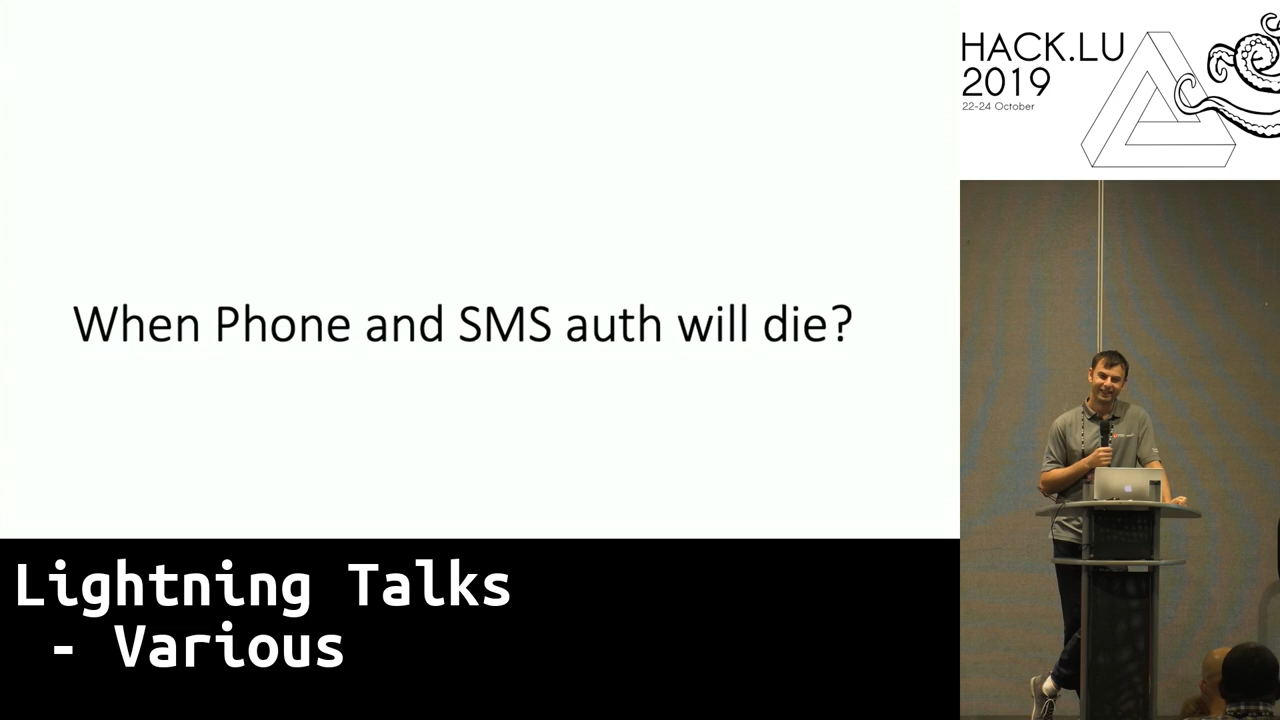 When Phone and SMS auth will die?
HACK.LU
2019
22-24 October
Lightning Talks
- Various